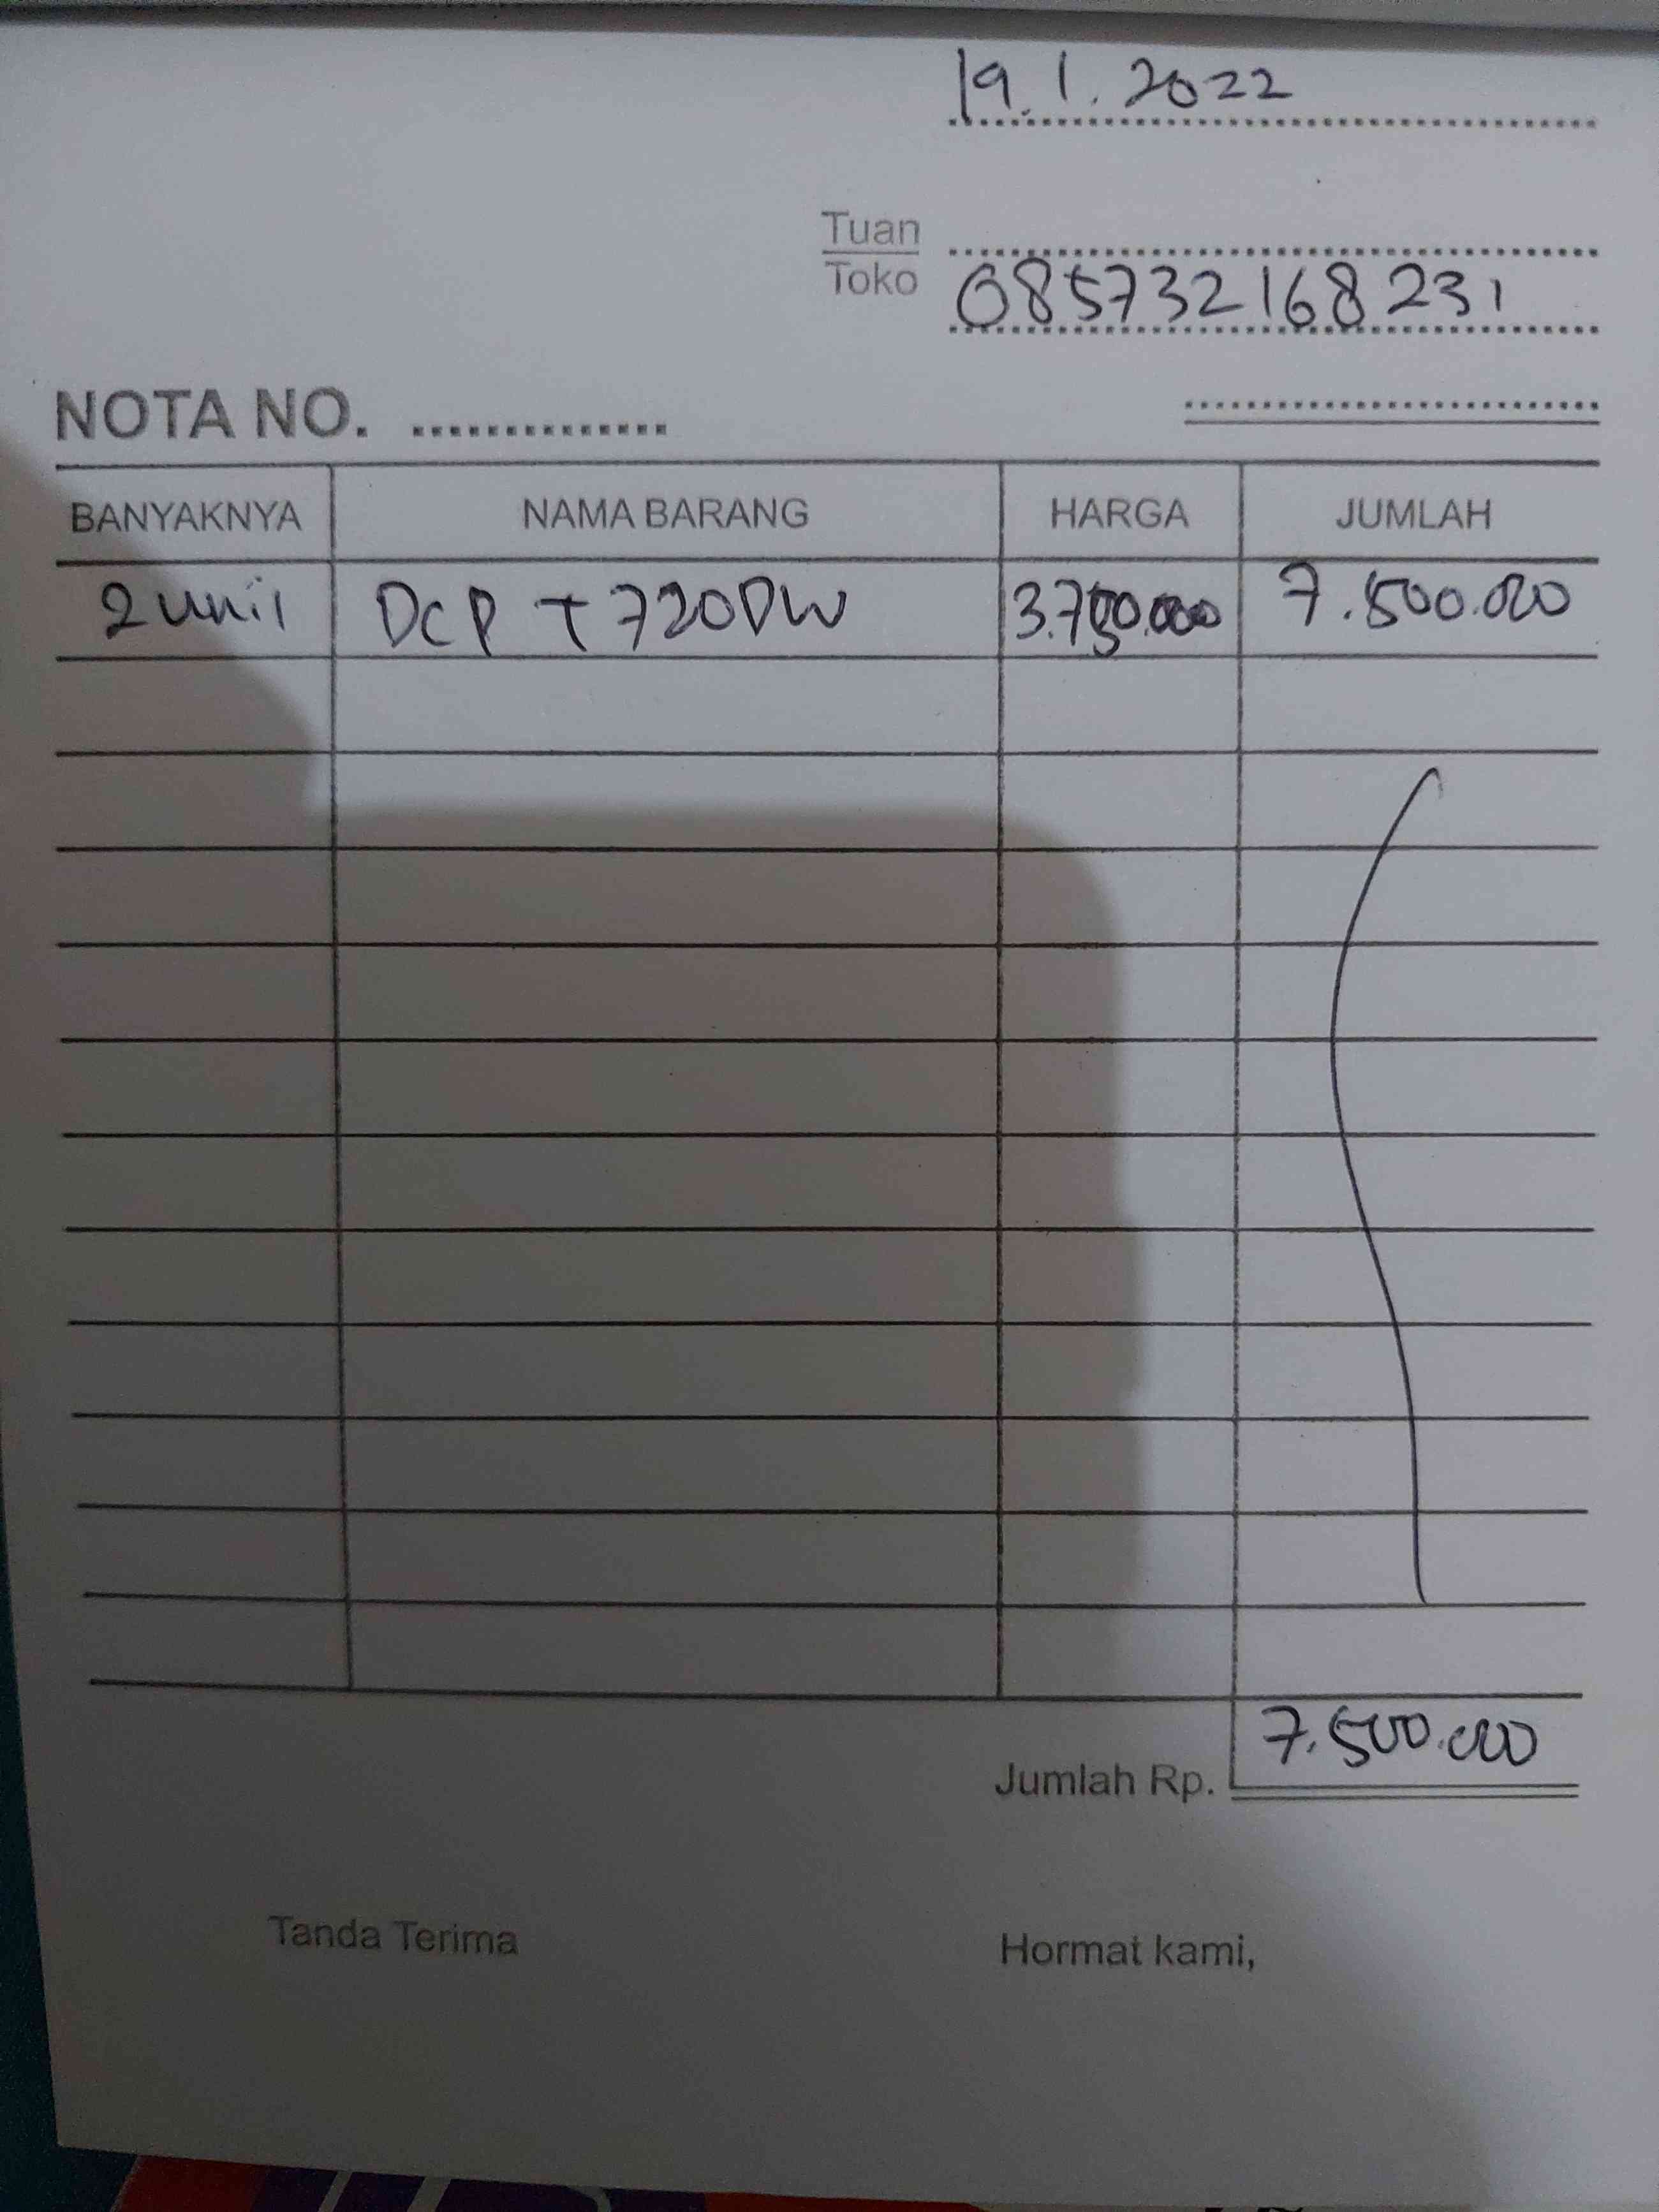 19.1.2022
Tuan
Toko 085732168231
NOTA NO. ..............
BANYAKNYA NAMA BARANG HARGA JUMLAH
2 unit DCP T720DW 3.750.000 7.500.000
Jumlah Rp. 7.500.000
Tanda Terima Hormat kami,